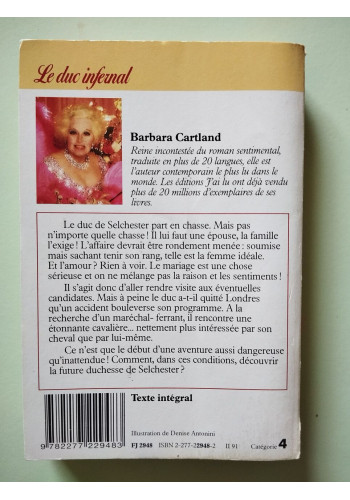 Le duc infernal
Barbara Cartland
Reine incontestée du roman sentimental,
traduite en plus de 20 langues, elle est
l'auteur contemporain le plus lu dans le
monde. Les éditions J'ai lu ont déjà vendu
plus de 20 millions d'exemplaires de ses
livres.
Le duc de Selchester part en chasse. Mais pas
n'importe quelle chasse ! Il lui faut une épouse, la famille
l'exige ! L'affaire devrait être rondement menée : soumise
mais sachant tenir son rang, telle est la femme idéale.
Et l'amour ? Rien à voir. Le mariage est une chose
sérieuse et on ne mélange pas la raison et les sentiments !
Il s'agit donc d'aller rendre visite aux éventuelles
candidates. Mais à peine le duc a-t-il quitté Londres
qu'un accident bouleverse son programme. A la
recherche d'un maréchal- ferrant, il rencontre une
étonnante cavalière... nettement plus intéressée par son
cheval que par lui-même.
Ce n'est que le début d'une aventure aussi dangereuse
qu'inattendue ! Comment, dans ces conditions, découvrir
la future duchesse de Selchester ?
Texte intégral
Illustration de Denise Antonini
9 782277 229483
FJ 2948 ISBN 2-277-22948-2 II 91 Catégorie 4